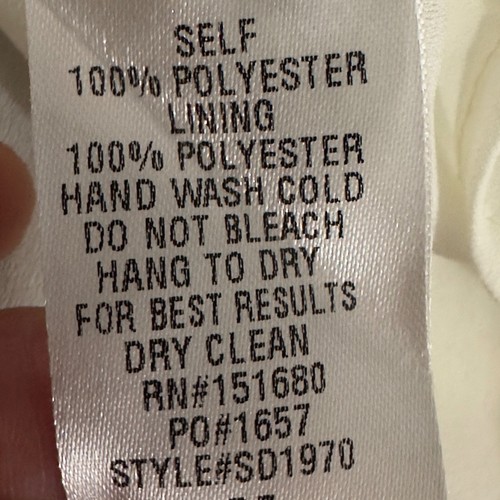 SELF
100% POLYESTER
LINING
100% POLYESTER
HAND WASH COLD
DO NOT BLEACH
HANG TO DRY
FOR BEST RESULTS
DRY CLEAN
RN#151680
PO#1657
STYLE#SD1970